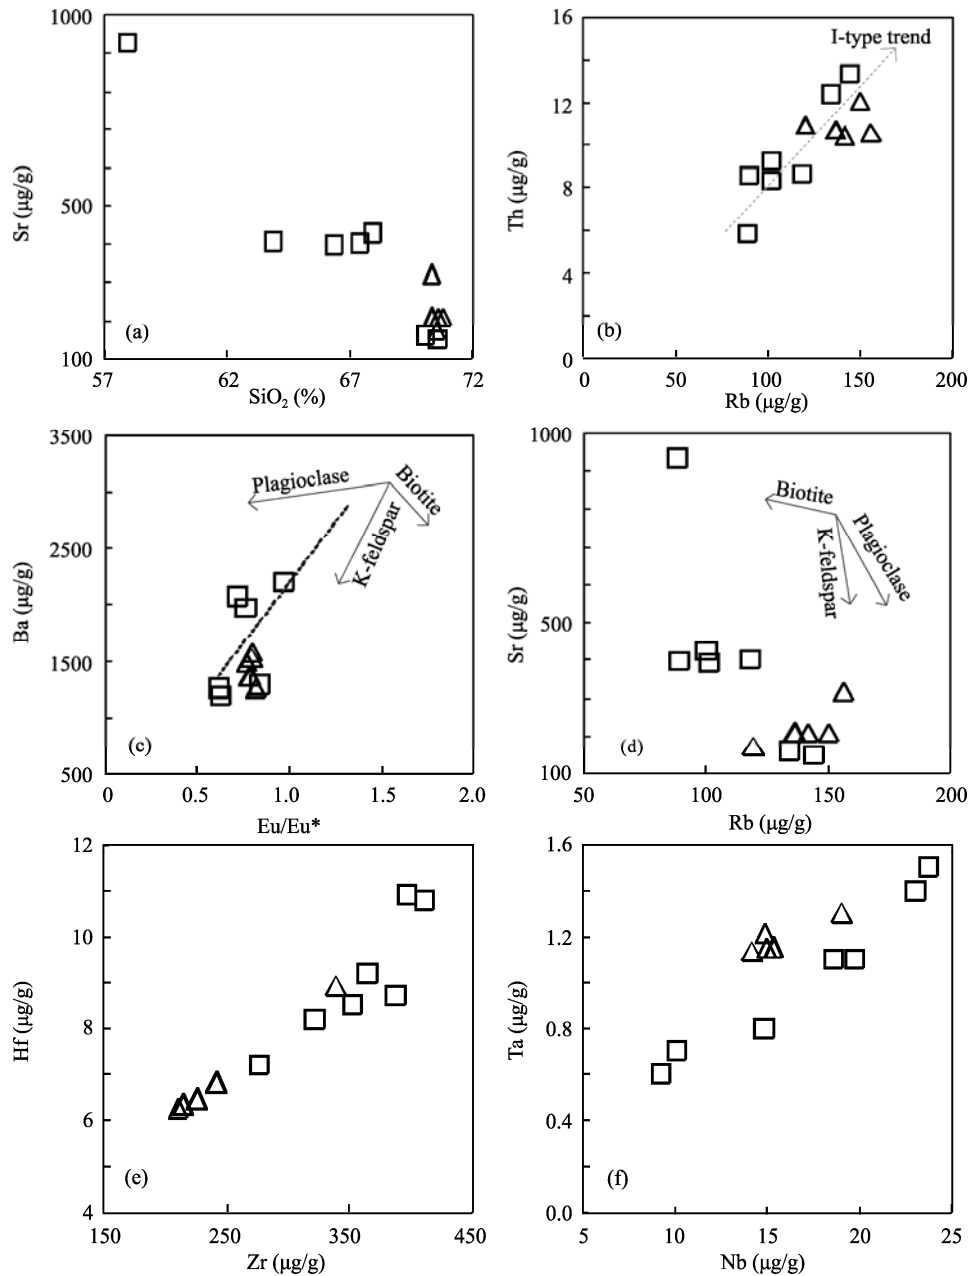 1000
500
100
Sr (μg/g)
(a)
57 62 67 72
SiO₂ (%)
16
12
8
4
0
Th (μg/g)
I-type trend
(b)
0 50 100 150 200
Rb (μg/g)
3500
2500
1500
500
Ba (μg/g)
Plagioclase
Biotite
K-feldspar
(c)
0 0.5 1.0 1.5 2.0
Eu/Eu*
1000
500
100
Sr (μg/g)
Biotite
K-feldspar
Plagioclase
(d)
50 100 150 200
Rb (μg/g)
12
10
8
6
4
Hf (μg/g)
(e)
150 250 350 450
Zr (μg/g)
1.6
1.2
0.8
0.4
0.0
Ta (μg/g)
(f)
5 10 15 20 25
Nb (μg/g)